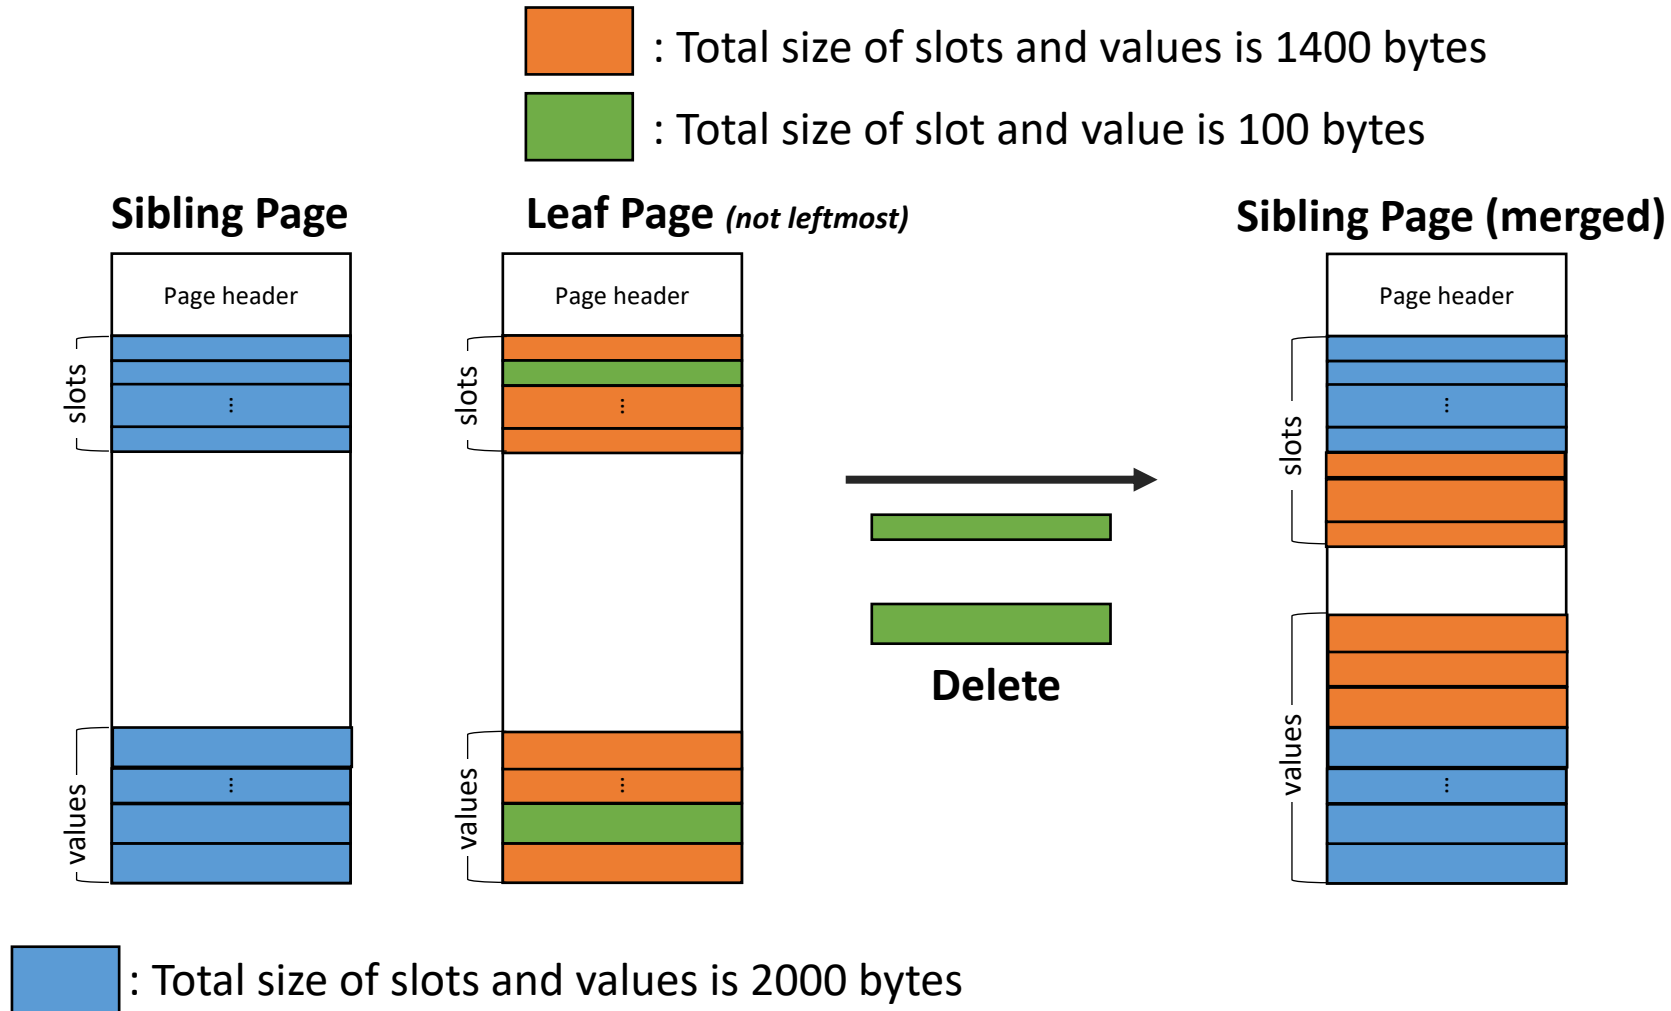 : Total size of slots and values is 1400 bytes
: Total size of slot and value is 100 bytes
Sibling Page
Leaf Page (not leftmost)
Sibling Page (merged)
Page header
Page header
Page header
slots
⋮
slots
⋮
slots
⋮
Delete
values
⋮
values
⋮
values
⋮
: Total size of slots and values is 2000 bytes